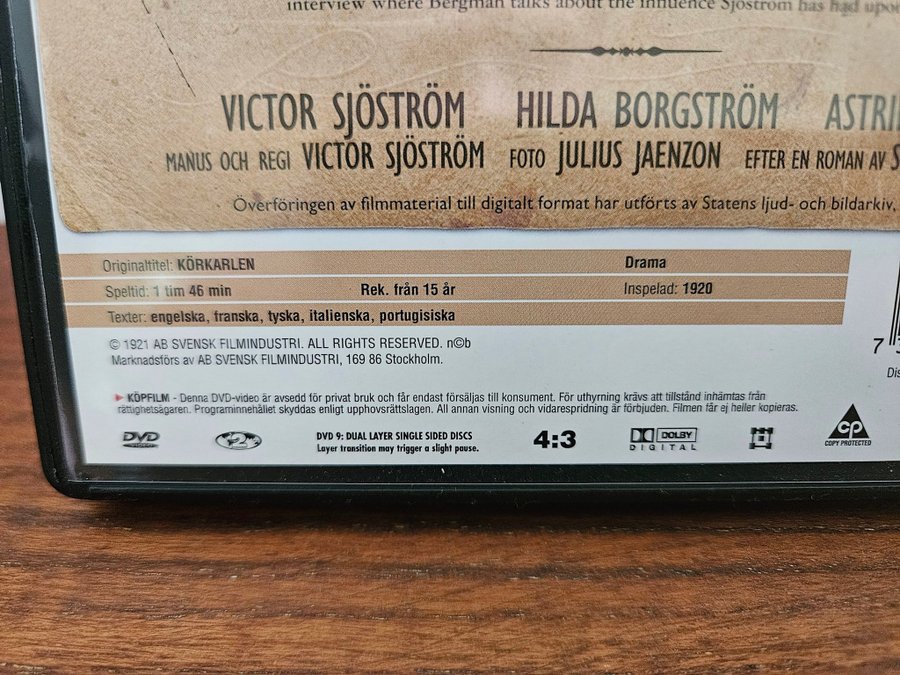 interview where Bergman talks about the influence Sjöström has had upon
VICTOR SJÖSTRÖM HILDA BORGSTRÖM
MANUS OCH REGI VICTOR SJÖSTRÖM FOTO JULIUS JAENZON EFTER EN ROMAN AV
Överföringen av filmmaterial till digitalt format har utförts av Statens ljud- och bildarkiv,
Originaltitel: KÖRKARLEN Drama
Speltid: 1 tim 46 min Rek. från 15 år Inspelad: 1920
Texter: engelska, franska, tyska, italienska, portugisiska
© 1921 AB SVENSK FILMINDUSTRI. ALL RIGHTS RESERVED. n©b
Marknadsförs av AB SVENSK FILMINDUSTRI, 169 86 Stockholm.
7
▶ KÖPFILM - Denna DVD-video är avsedd för privat bruk och får endast försäljas till konsument. För uthyrning krävs att tillstånd inhämtas från
rättighetsägaren. Programinnehållet skyddas enligt upphovsrättslagen. All annan visning och vidarespridning är förbjuden. Filmen får ej heller kopieras.
DVD VIDEO 2 DVD 9: DUAL LAYER SINGLE SIDED DISCS 4:3 DOLBY DIGITAL CP
Layer transition may trigger a slight pause. COPY PROTECTED